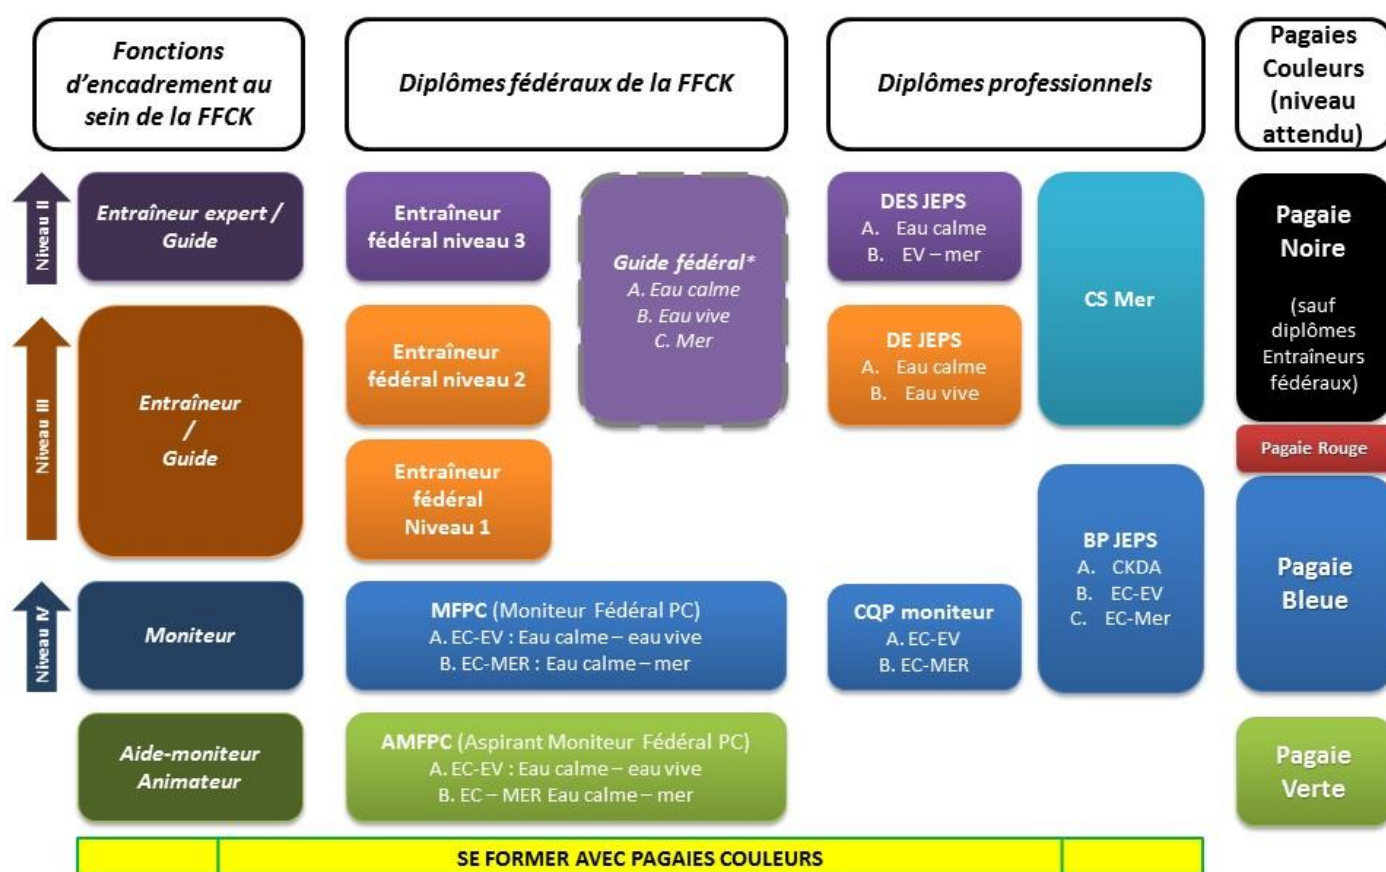 Fonctions
d'encadrement au
sein de la FFCK
Diplômes fédéraux de la FFCK
Diplômes professionnels
Pagaies
Couleurs
(niveau
attendu)
Niveau II
Entraîneur expert /
Guide
Entraîneur
fédéral niveau 3
Guide fédéral*
A. Eau calme
B. Eau vive
C. Mer
DES JEPS
A. Eau calme
B. EV – mer
CS Mer
Pagaie
Noire
(sauf
diplômes
Entraîneurs
fédéraux)
Niveau III
Entraîneur
/
Guide
Entraîneur
fédéral niveau 2
DE JEPS
A. Eau calme
B. Eau vive
Pagaie Rouge
Entraîneur
fédéral
Niveau 1
BP JEPS
A. CKDA
B. EC-EV
C. EC-Mer
Pagaie
Bleue
Niveau IV
Moniteur
MFPC (Moniteur Fédéral PC)
A. EC-EV : Eau calme – eau vive
B. EC-MER : Eau calme – mer
CQP moniteur
A. EC-EV
B. EC-MER
Aide-moniteur
Animateur
AMFPC (Aspirant Moniteur Fédéral PC)
A. EC-EV : Eau calme – eau vive
B. EC – MER Eau calme – mer
Pagaie
Verte
SE FORMER AVEC PAGAIES COULEURS